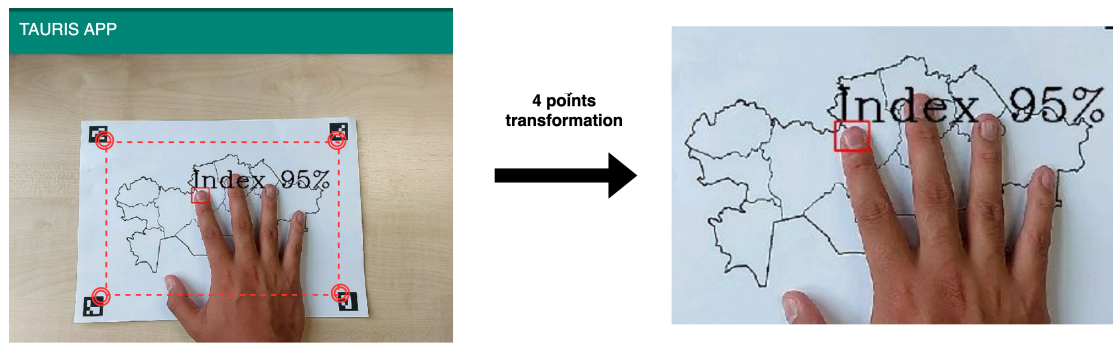 TAURIS APP
Index 95%
4 points
transformation
Index 95%